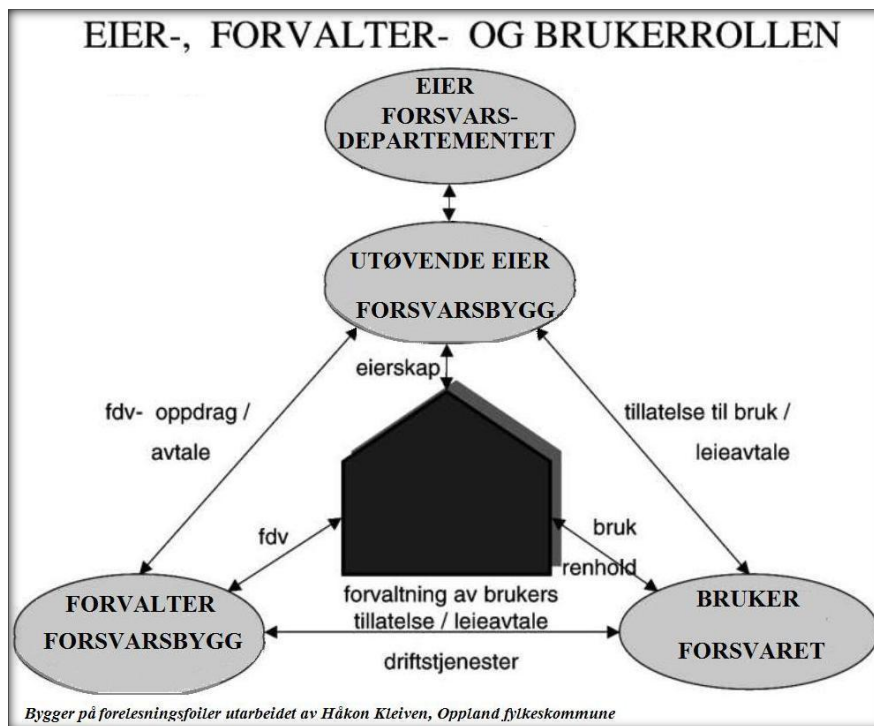 EIER-, FORVALTER- OG BRUKERROLLEN
EIER
FORSVARS-
DEPARTEMENTET
UTØVENDE EIER
FORSVARSBYGG
eierskap
fdv- oppdrag /
avtale
tillatelse til bruk /
leieavtale
fdv
bruk
renhold
FORVALTER
FORSVARSBYGG
forvaltning av brukers
tillatelse / leieavtale
driftstjenester
BRUKER
FORSVARET
Bygger på forelesningsfoiler utarbeidet av Håkon Kleiven, Oppland fylkeskommune